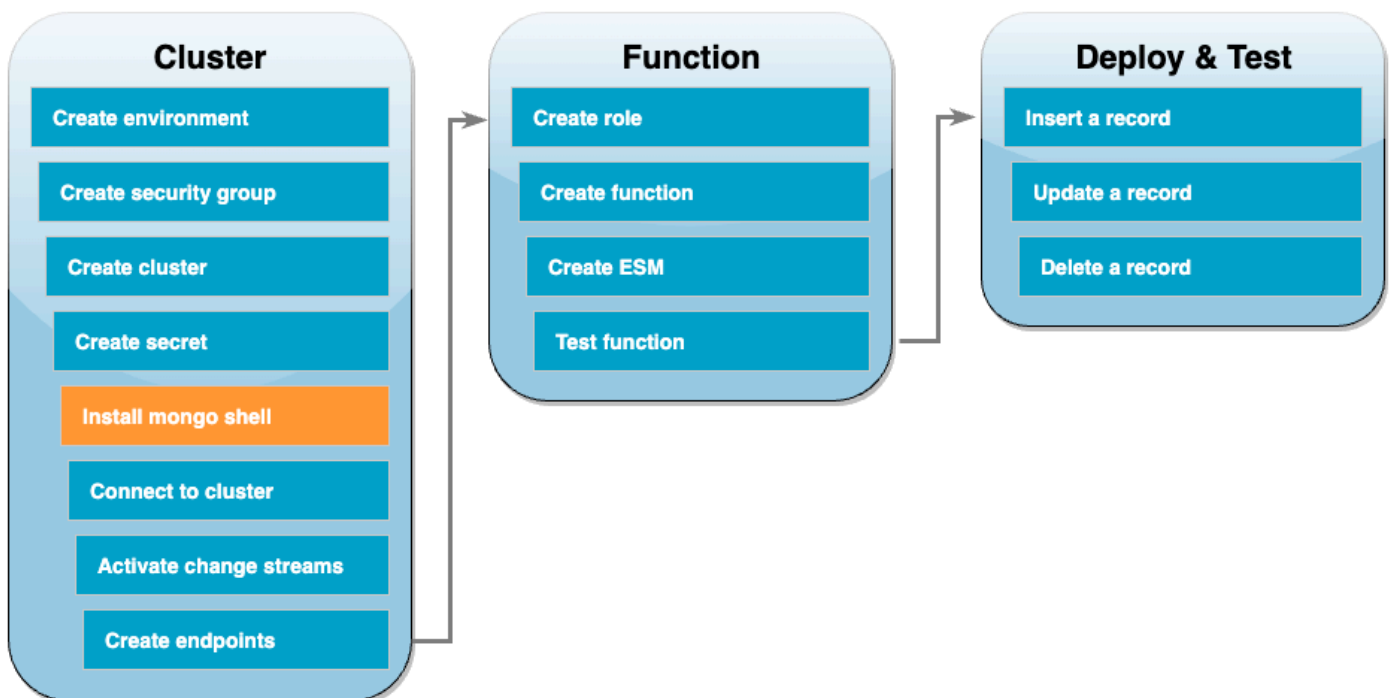 Cluster
Create environment
Create security group
Create cluster
Create secret
Install mongo shell
Connect to cluster
Activate change streams
Create endpoints
Function
Create role
Create function
Create ESM
Test function
Deploy & Test
Insert a record
Update a record
Delete a record